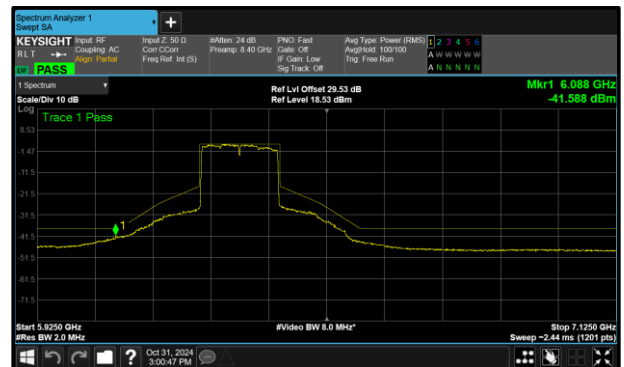 Spectrum Analyzer 1
Swept SA
KEYSIGHT
RLT
LM PASS
Input: RF
Coupling: AC
Align: Partial
Input Z: 50 Ω
Corr CCorr
Freq Ref: Int (S)
#Atten: 24 dB
Preamp: 8.40 GHz
PNO: Fast
Gate: Off
IF Gain: Low
Sig Track: Off
Avg Type: Power (RMS)
Avg|Hold: 100/100
Trig: Free Run
1 2 3 4 5 6
A W W W W W
A N N N N N
1 Spectrum
Scale/Div 10 dB
Ref Lvl Offset 29.53 dB
Ref Level 18.53 dBm
Mkr1 6.088 GHz
-41.588 dBm
Log
Trace 1 Pass
8.53
-1.47
-11.5
-21.5
-31.5
1
-41.5
-51.5
-61.5
-71.5
Start 5.9250 GHz
#Res BW 2.0 MHz
#Video BW 8.0 MHz*
Stop 7.1250 GHz
Sweep ~2.44 ms (1201 pts)
?
Oct 31, 2024
3:00:47 PM